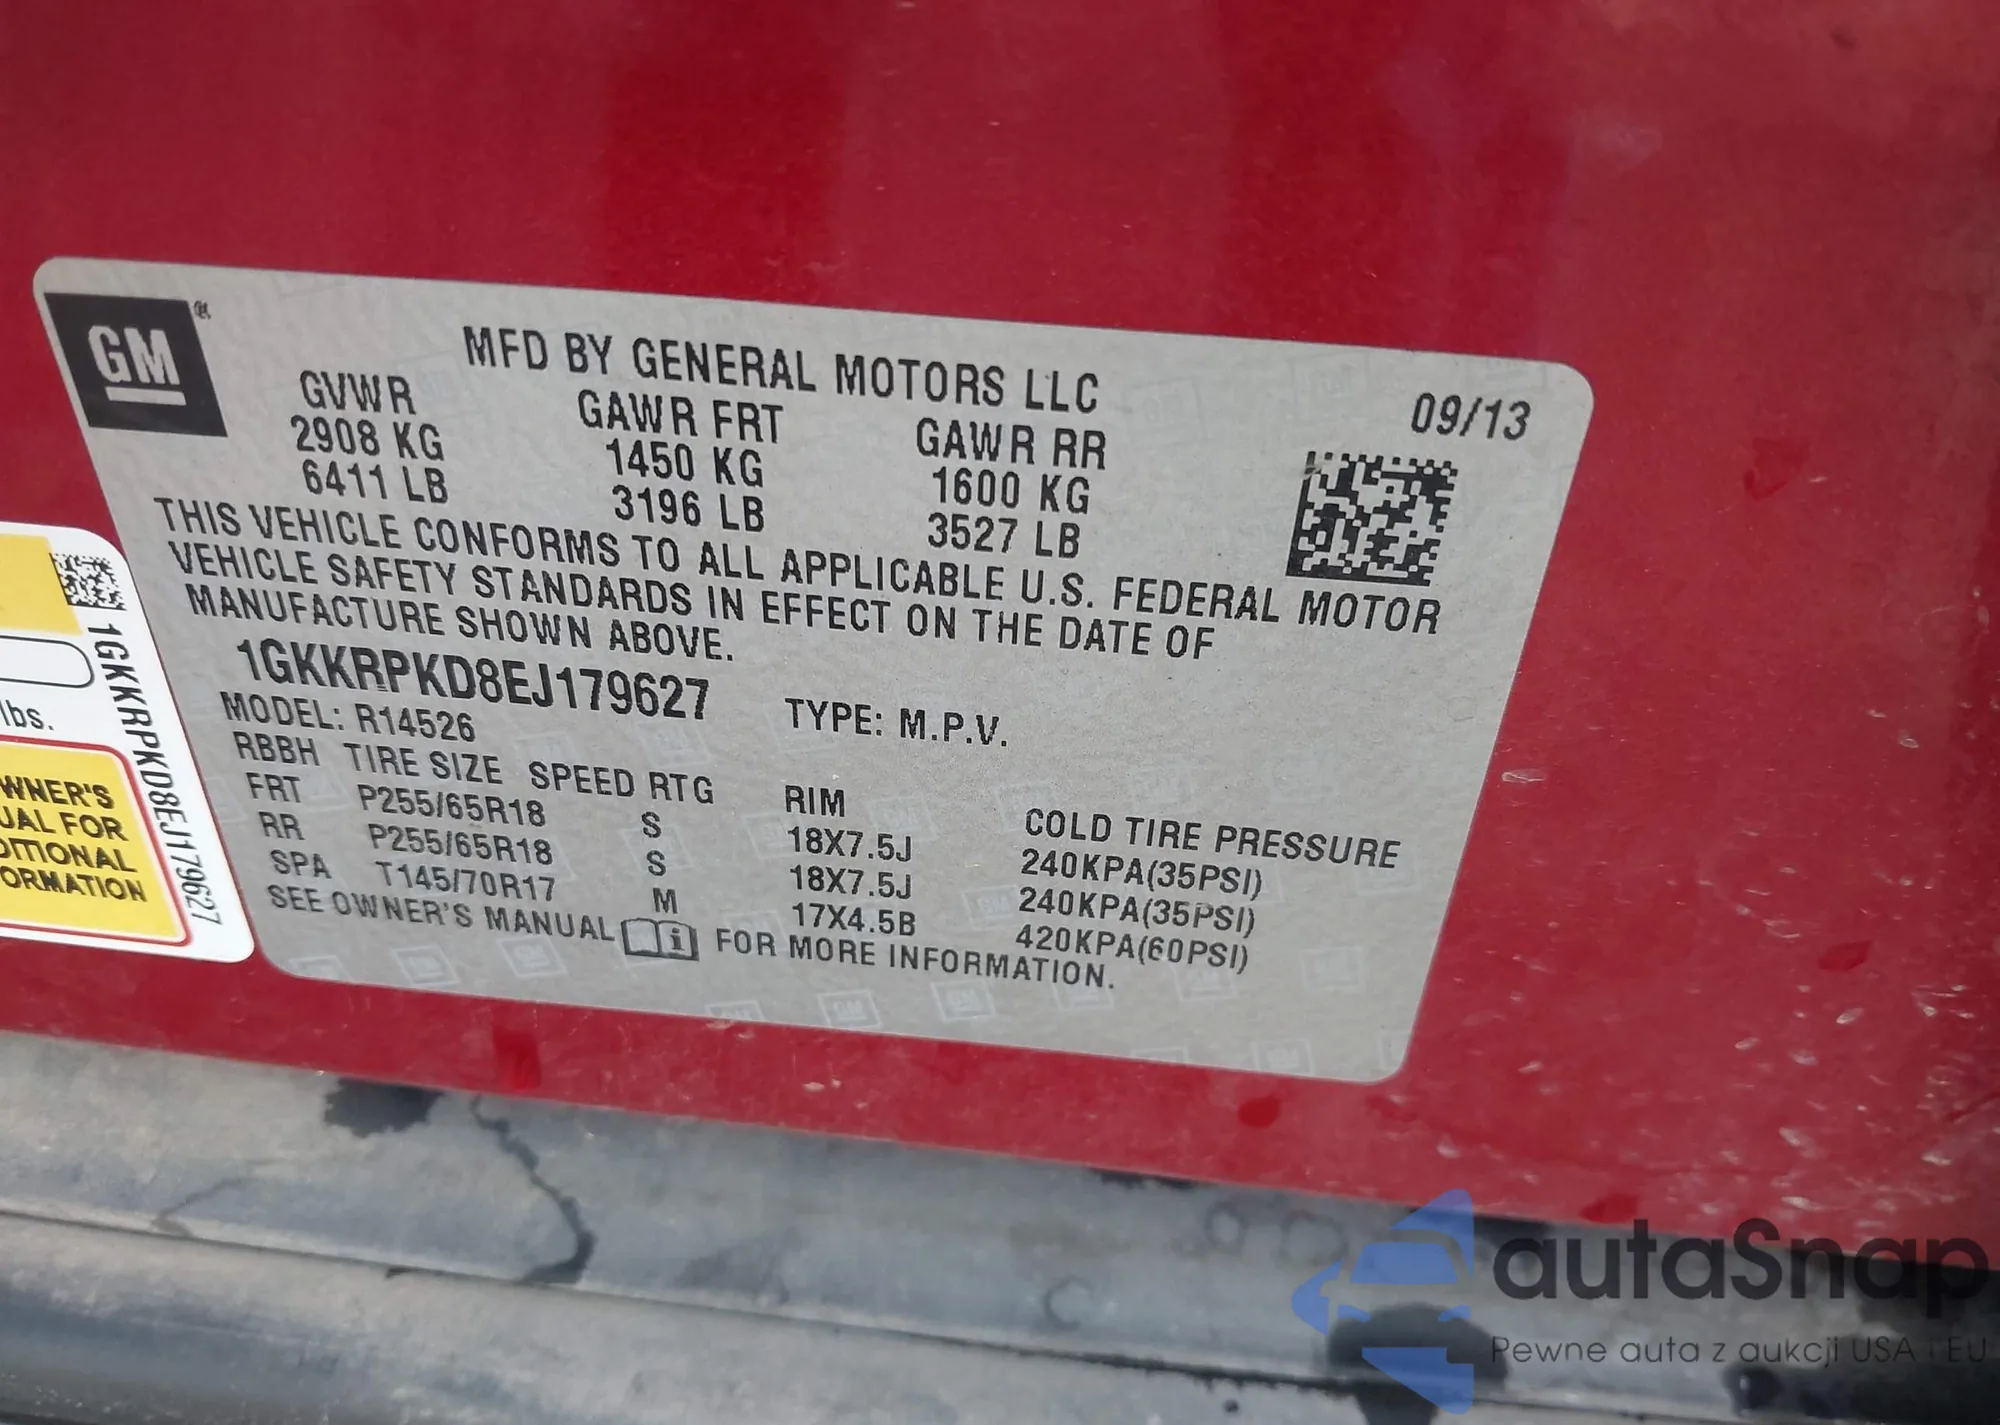 GM
MFD BY GENERAL MOTORS LLC
09/13
GVWR GAWR FRT GAWR RR
2908 KG 1450 KG 1600 KG
6411 LB 3196 LB 3527 LB
THIS VEHICLE CONFORMS TO ALL APPLICABLE U.S. FEDERAL MOTOR
VEHICLE SAFETY STANDARDS IN EFFECT ON THE DATE OF
MANUFACTURE SHOWN ABOVE.
1GKKRPKD8EJ179627 TYPE: M.P.V.
MODEL: R14526
RBBH TIRE SIZE SPEED RTG RIM COLD TIRE PRESSURE
FRT P255/65R18 S 18X7.5J 240KPA(35PSI)
RR P255/65R18 S 18X7.5J 240KPA(35PSI)
SPA T145/70R17 M 17X4.5B 420KPA(60PSI)
SEE OWNER'S MANUAL i FOR MORE INFORMATION.
1GKKRPKD8EJ179627
lbs.
WNER'S
UAL FOR
DITIONAL
ORMATION
autaSnap
Pewne auta z aukcji USA i EU